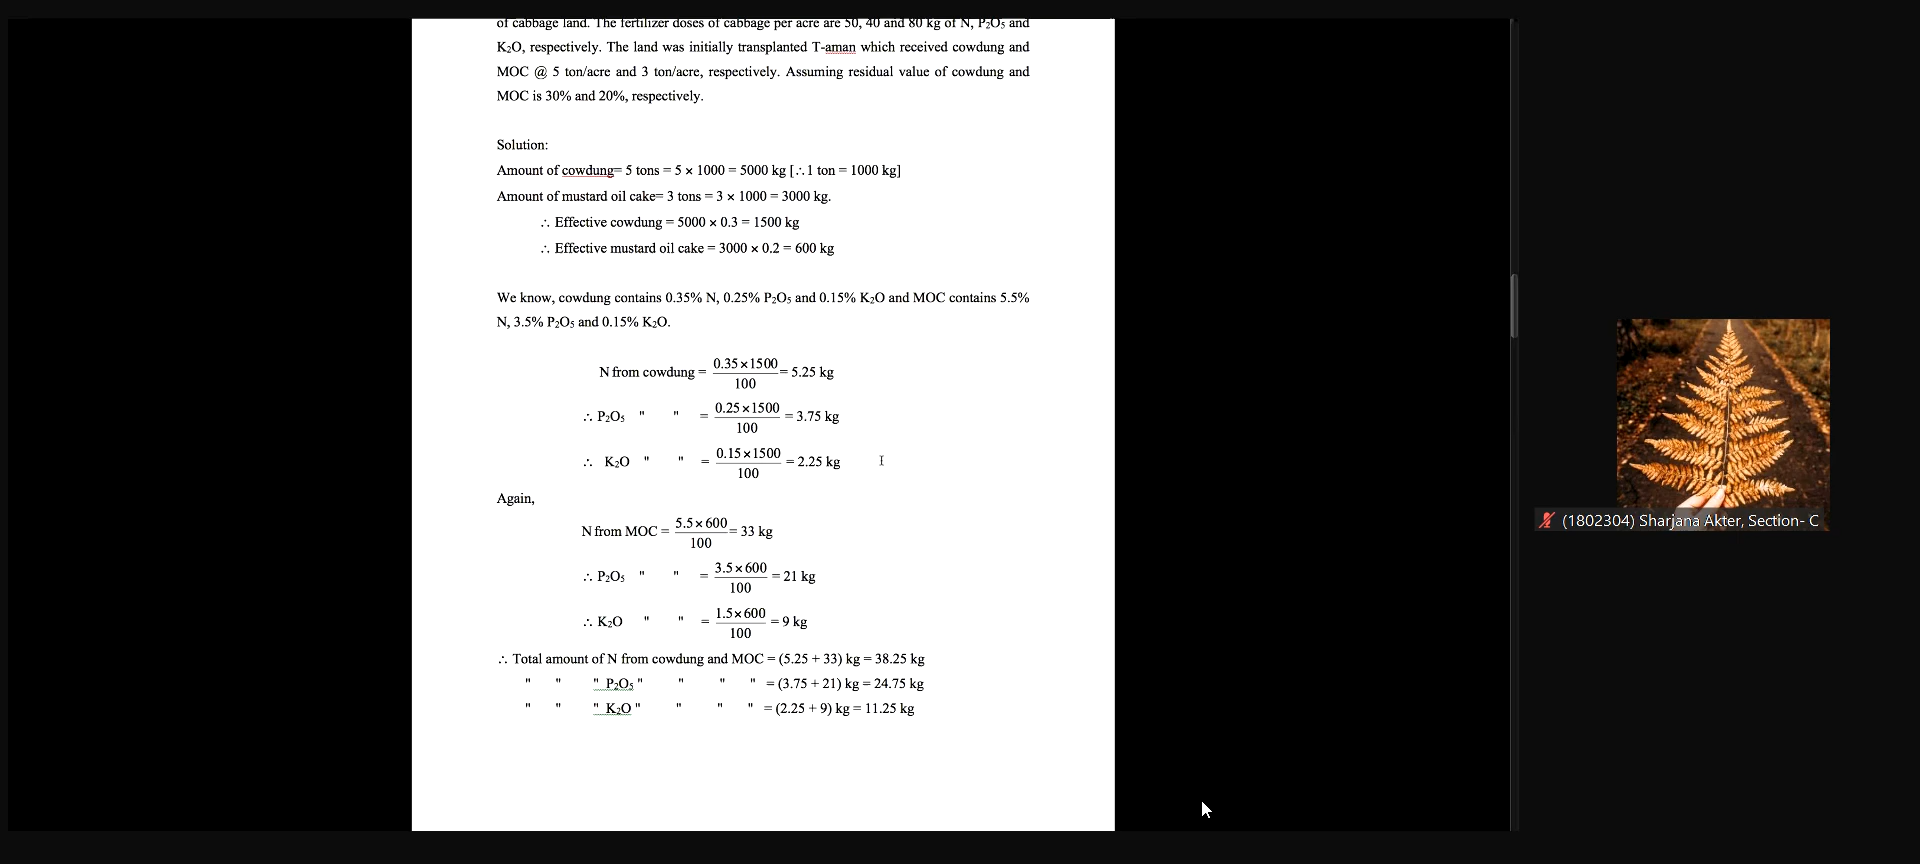 of cabbage land. The fertilizer doses of cabbage per acre are 50, 40 and 80 kg of N, P₂O₅ and
K₂O, respectively. The land was initially transplanted T-aman which received cowdung and
MOC @ 5 ton/acre and 3 ton/acre, respectively. Assuming residual value of cowdung and
MOC is 30% and 20%, respectively.
Solution:
Amount of cowdung= 5 tons = 5 × 1000 = 5000 kg [∴1 ton = 1000 kg]
Amount of mustard oil cake= 3 tons = 3 × 1000 = 3000 kg.
∴ Effective cowdung = 5000 × 0.3 = 1500 kg
∴ Effective mustard oil cake = 3000 × 0.2 = 600 kg
We know, cowdung contains 0.35% N, 0.25% P₂O₅ and 0.15% K₂O and MOC contains 5.5%
N, 3.5% P₂O₅ and 0.15% K₂O.
N from cowdung = 0.35×1500/100 = 5.25 kg
∴ P₂O₅ " " = 0.25×1500/100 = 3.75 kg
∴ K₂O " " = 0.15×1500/100 = 2.25 kg
Again,
N from MOC = 5.5×600/100 = 33 kg
∴ P₂O₅ " " = 3.5×600/100 = 21 kg
∴ K₂O " " = 1.5×600/100 = 9 kg
∴ Total amount of N from cowdung and MOC = (5.25 + 33) kg = 38.25 kg
" " " P₂O₅ " " " " = (3.75 + 21) kg = 24.75 kg
" " " K₂O " " " " = (2.25 + 9) kg = 11.25 kg
(1802304) Sharjana Akter, Section- C